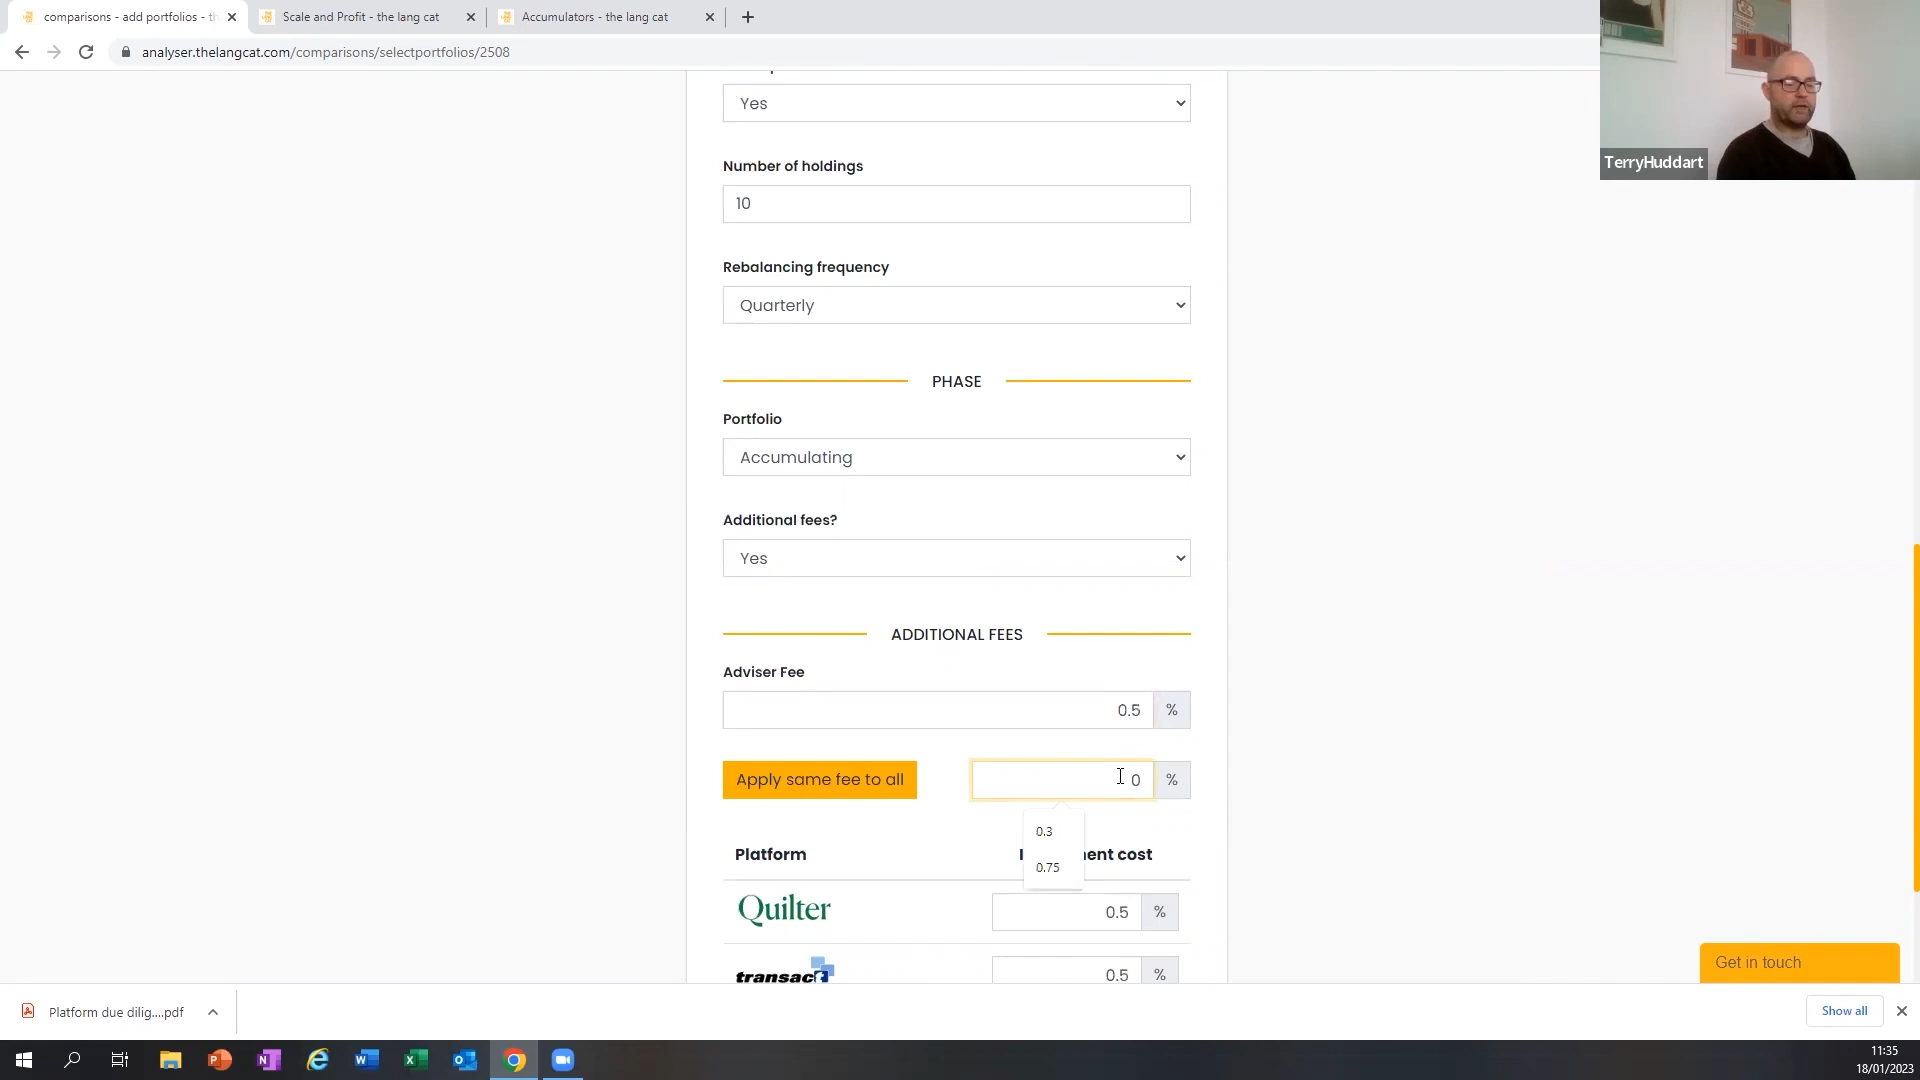 comparisons - add portfolios - th
Scale and Profit - the lang cat
Accumulators - the lang cat
analyser.thelangcat.com/comparisons/selectportfolios/2508
TerryHuddart
Yes
Number of holdings
10
Rebalancing frequency
Quarterly
PHASE
Portfolio
Accumulating
Additional fees?
Yes
ADDITIONAL FEES
Adviser Fee
0.5 %
Apply same fee to all
0 %
0.3
0.75
Platform
ent cost
Quilter
0.5 %
transact
0.5 %
Get in touch
Platform due dilig....pdf
Show all
11:35
18/01/2023